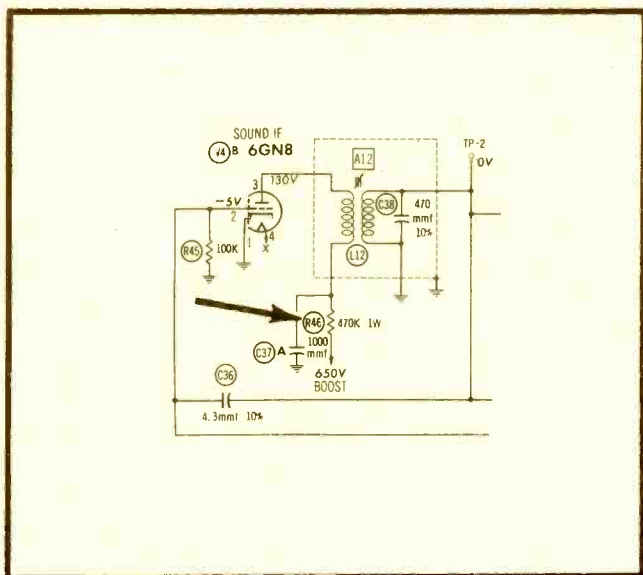 SOUND IF
V4 B 6GN8
A12
TP-2
0V
3
130V
-5V
2
1
4
X
C38
470
mmf
10%
R45
100K
L12
R46
470K 1W
1000
mmf
C37 A
650V
BOOST
C36
4.3mmf 10%